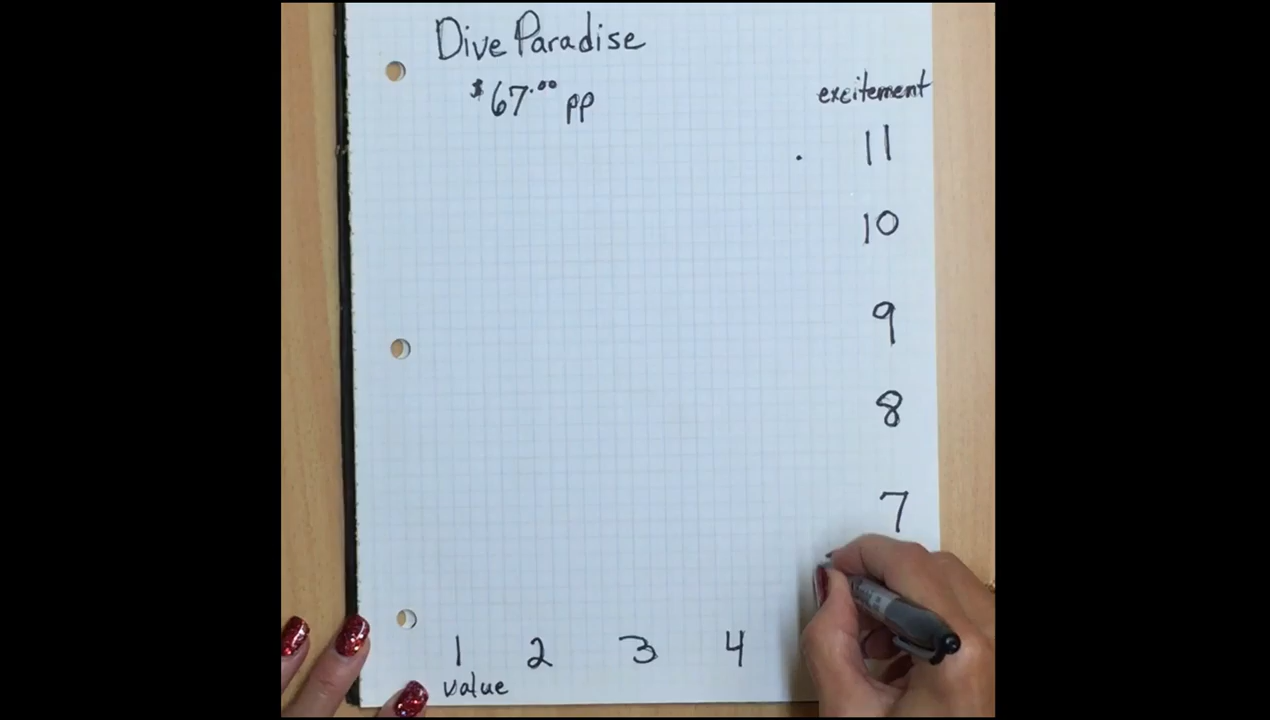 Dive Paradise
$67.00 pp
excitement
11
10
9
8
7
1 2 3 4
value